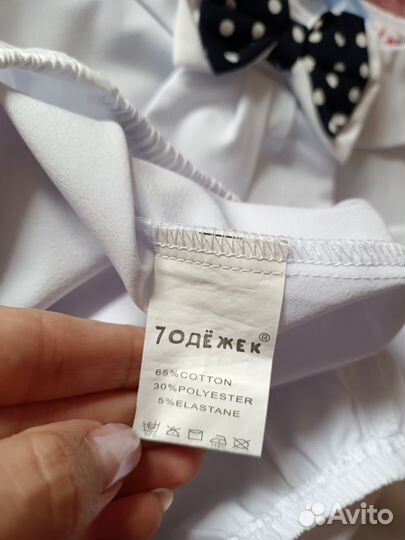 7ОДЁЖЕК®
65%COTTON
30%POLYESTER
5%ELASTANE
Avito